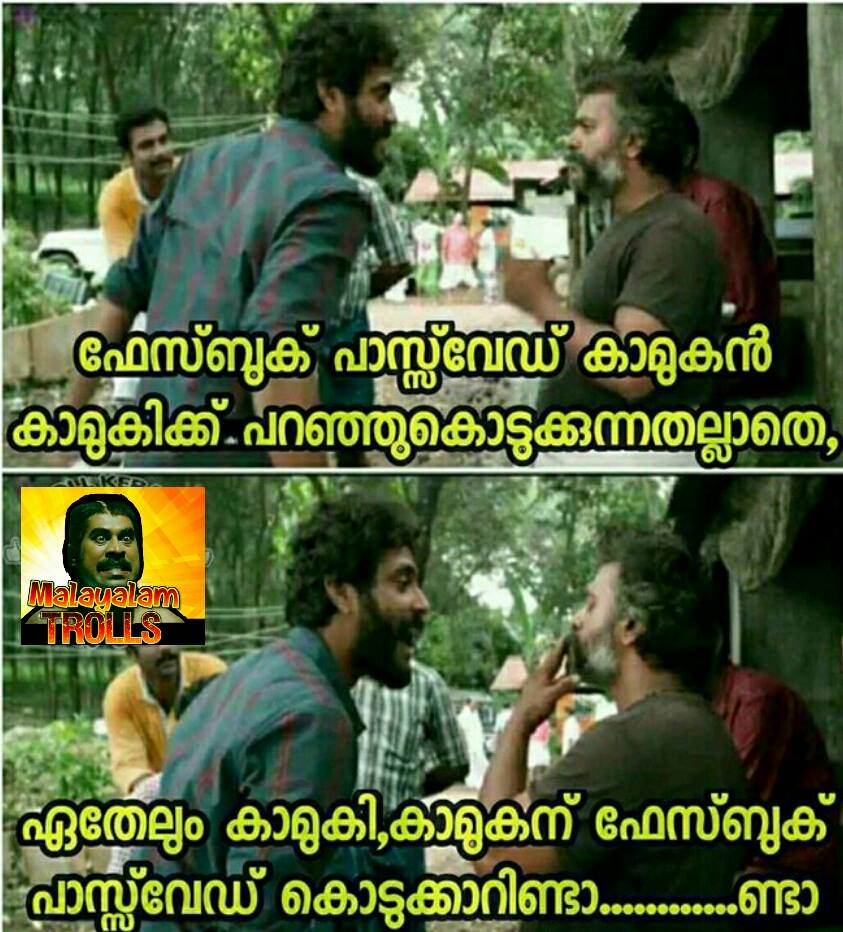 ഫേസ്ബുക് പാസ്സ്‌വേഡ് കാമുകൻ
കാമുകിക്ക് പറഞ്ഞുകൊടുക്കുന്നതല്ലാതെ,
Malayalam
TROLLS
ഏതേലും കാമുകി,കാമുകന് ഫേസ്ബുക്
പാസ്സ്‌വേഡ് കൊടുക്കാറിണ്ടാ.............ണ്ടാ